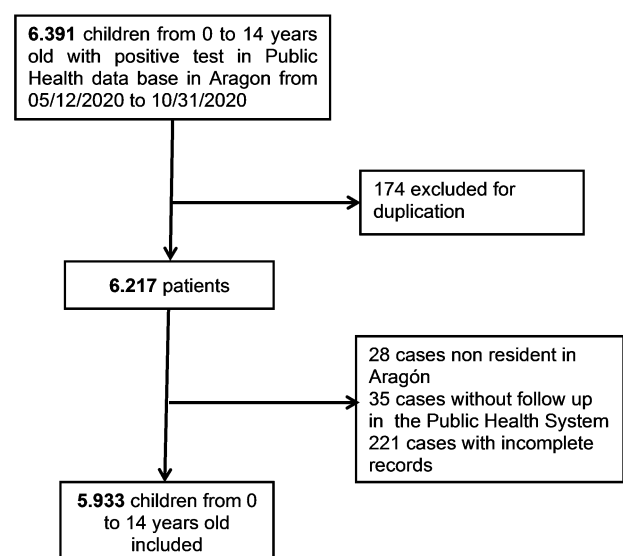 6.391 children from 0 to 14 years
old with positive test in Public
Health data base in Aragon from
05/12/2020 to 10/31/2020
174 excluded for
duplication
6.217 patients
28 cases non resident in
Aragón
35 cases without follow up
in the Public Health System
221 cases with incomplete
records
5.933 children from 0
to 14 years old
included